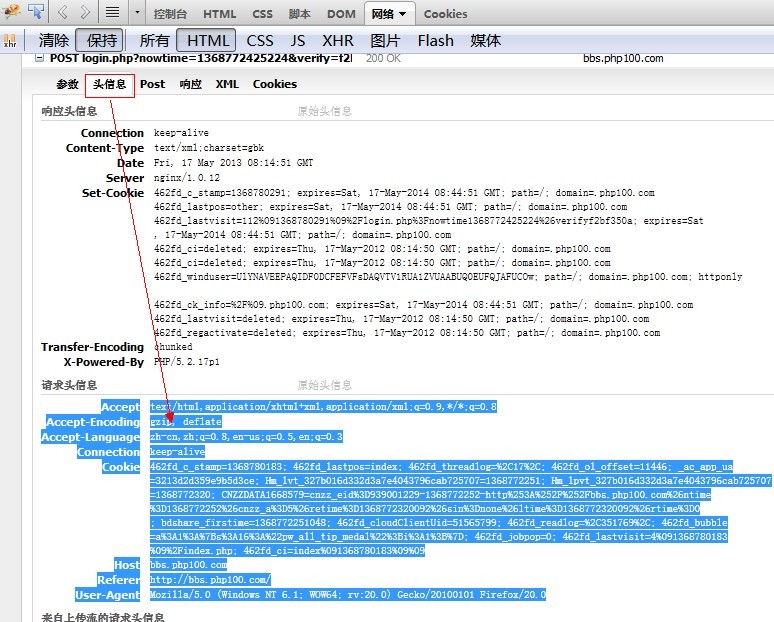 控制台 HTML CSS 脚本 DOM 网络 Cookies
xhr 清除 保持 所有 HTML CSS JS XHR 图片 Flash 媒体
POST login.php?nowtime=1368772425224&verify=f2l 200 OK bbs.php100.com
参数 头信息 Post 响应 XML Cookies
响应头信息 原始头信息
Connection keep-alive
Content-Type text/xml;charset=gbk
Date Fri, 17 May 2013 08:14:51 GMT
Server nginx/1.0.12
Set-Cookie 462fd_c_stamp=1368780291; expires=Sat, 17-May-2014 08:44:51 GMT; path=/; domain=.php100.com
462fd_lastpos=other; expires=Sat, 17-May-2014 08:44:51 GMT; path=/; domain=.php100.com
462fd_lastvisit=112%091368780291%09%2Flogin.php%3Fnowtime1368772425224%26verifyf2bf350a; expires=Sat
, 17-May-2014 08:44:51 GMT; path=/; domain=.php100.com
462fd_ci=deleted; expires=Thu, 17-May-2012 08:14:50 GMT; path=/; domain=.php100.com
462fd_ci=deleted; expires=Thu, 17-May-2012 08:14:50 GMT; path=/; domain=.php100.com
462fd_winduser=U1YNAVEEPAQIDFODCFEFVFsDAQVTV1RUA1ZVUAABUQOEUFQJAFUCOw; path=/; domain=.php100.com; httponly
462fd_ck_info=%2F%09.php100.com; expires=Sat, 17-May-2014 08:44:51 GMT; path=/; domain=.php100.com
462fd_lastvisit=deleted; expires=Thu, 17-May-2012 08:14:50 GMT; path=/; domain=.php100.com
462fd_regactivate=deleted; expires=Thu, 17-May-2012 08:14:50 GMT; path=/; domain=.php100.com
Transfer-Encoding chunked
X-Powered-By PHP/5.2.17p1
请求头信息 原始头信息
Accept text/html,application/xhtml+xml,application/xml;q=0.9,*/*;q=0.8
Accept-Encoding gzip, deflate
Accept-Language zh-cn,zh;q=0.8,en-us;q=0.5,en;q=0.3
Connection keep-alive
Cookie 462fd_c_stamp=1368780183; 462fd_lastpos=index; 462fd_threadlog=%2C17%2C; 462fd_ol_offset=11446; _ac_app_ua
=3213d2d359e9b5d3ce; Hm_lvt_327b016d332d3a7e4043796cab725707=1368772251; Hm_lpvt_327b016d332d3a7e4043796cab725707
=1368772320; CNZZDATA1668579=cnzz_eid%3D939001229-1368772252-http%253A%252F%252Fbbs.php100.com%26ntime
%3D1368772252%26cnzz_a%3D5%26retime%3D1368772320092%26sin%3Dnone%26ltime%3D1368772320092%26rtime%3D0
; bdshare_firstime=1368772251048; 462fd_cloudClientUid=51565799; 462fd_readlog=%2C351769%2C; 462fd_bubble
=a%3A1%3A%7Bs%3A16%3A%22pw_all_tip_medal%22%3Bi%3A1%3B%7D; 462fd_jobpop=0; 462fd_lastvisit=4%091368780183
%09%2Findex.php; 462fd_ci=index%091368780183%09%09
Host bbs.php100.com
Referer http://bbs.php100.com/
User-Agent Mozilla/5.0 (Windows NT 6.1; WOW64; rv:20.0) Gecko/20100101 Firefox/20.0
来自上传流的请求头信息